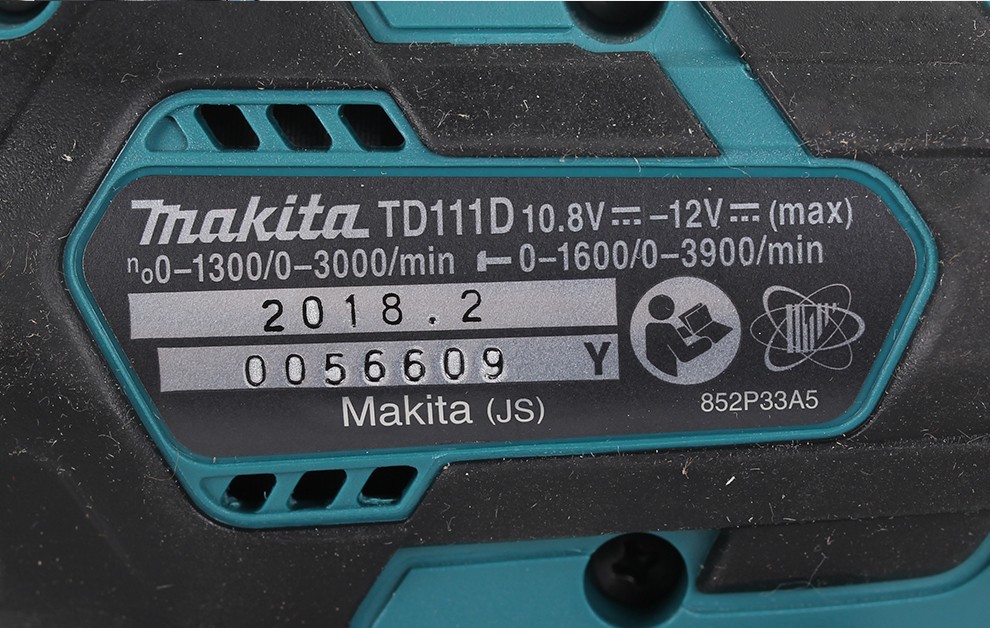 makita TD111D 10.8V⎓–12V⎓(max)
n₀0–1300/0–3000/min 0–1600/0–3900/min
2018.2
0056609 Y
Makita (JS)
852P33A5